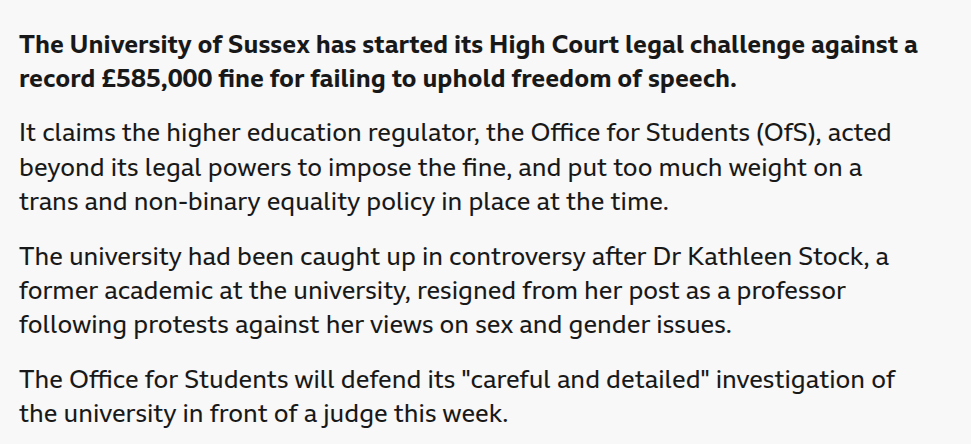 The University of Sussex has started its High Court legal challenge against a
record £585,000 fine for failing to uphold freedom of speech.
It claims the higher education regulator, the Office for Students (OfS), acted
beyond its legal powers to impose the fine, and put too much weight on a
trans and non-binary equality policy in place at the time.
The university had been caught up in controversy after Dr Kathleen Stock, a
former academic at the university, resigned from her post as a professor
following protests against her views on sex and gender issues.
The Office for Students will defend its "careful and detailed" investigation of
the university in front of a judge this week.